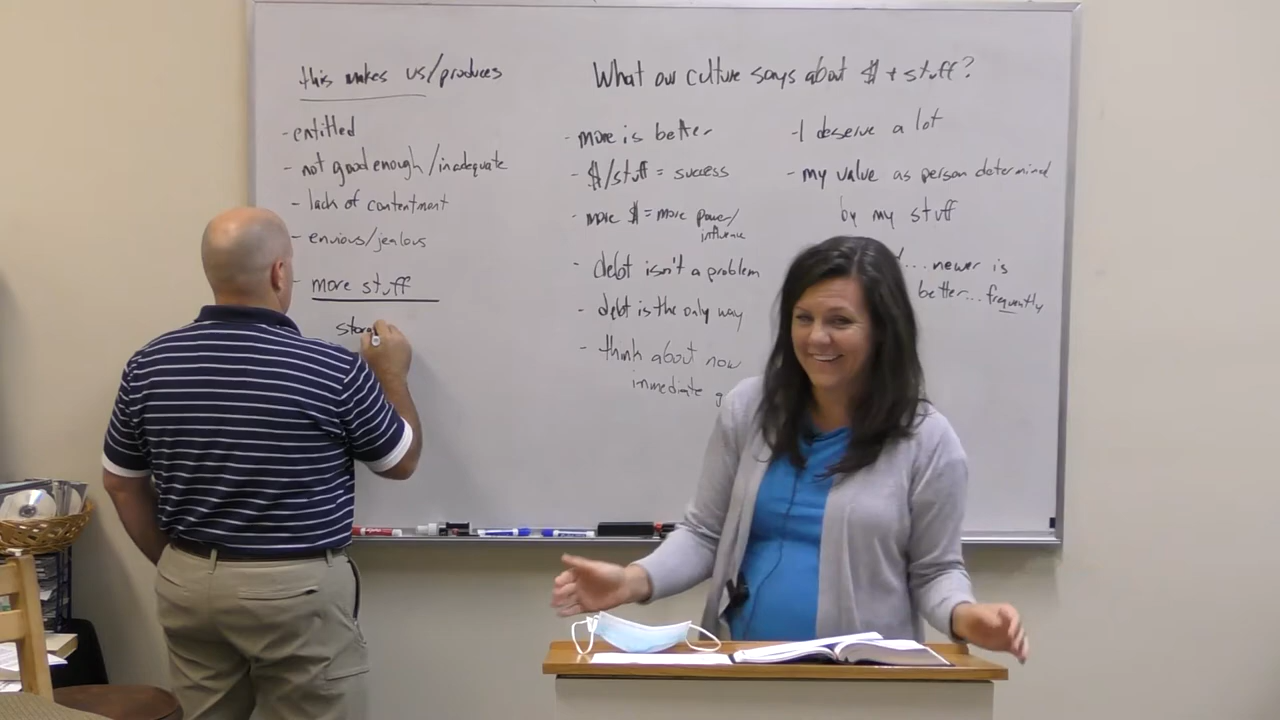 this makes us/produces
- entitled
- not good enough/inadequate
- lack of contentment
- envious/jealous
- more stuff
What our culture says about $ + stuff?
- more is better
- $/stuff = success
- more $ = more power/
influence
- debt isn't a problem
- debt is the only way
- think about now
immediate
- I deserve a lot
- my value as person determined
by my stuff
... newer is
better... frequently